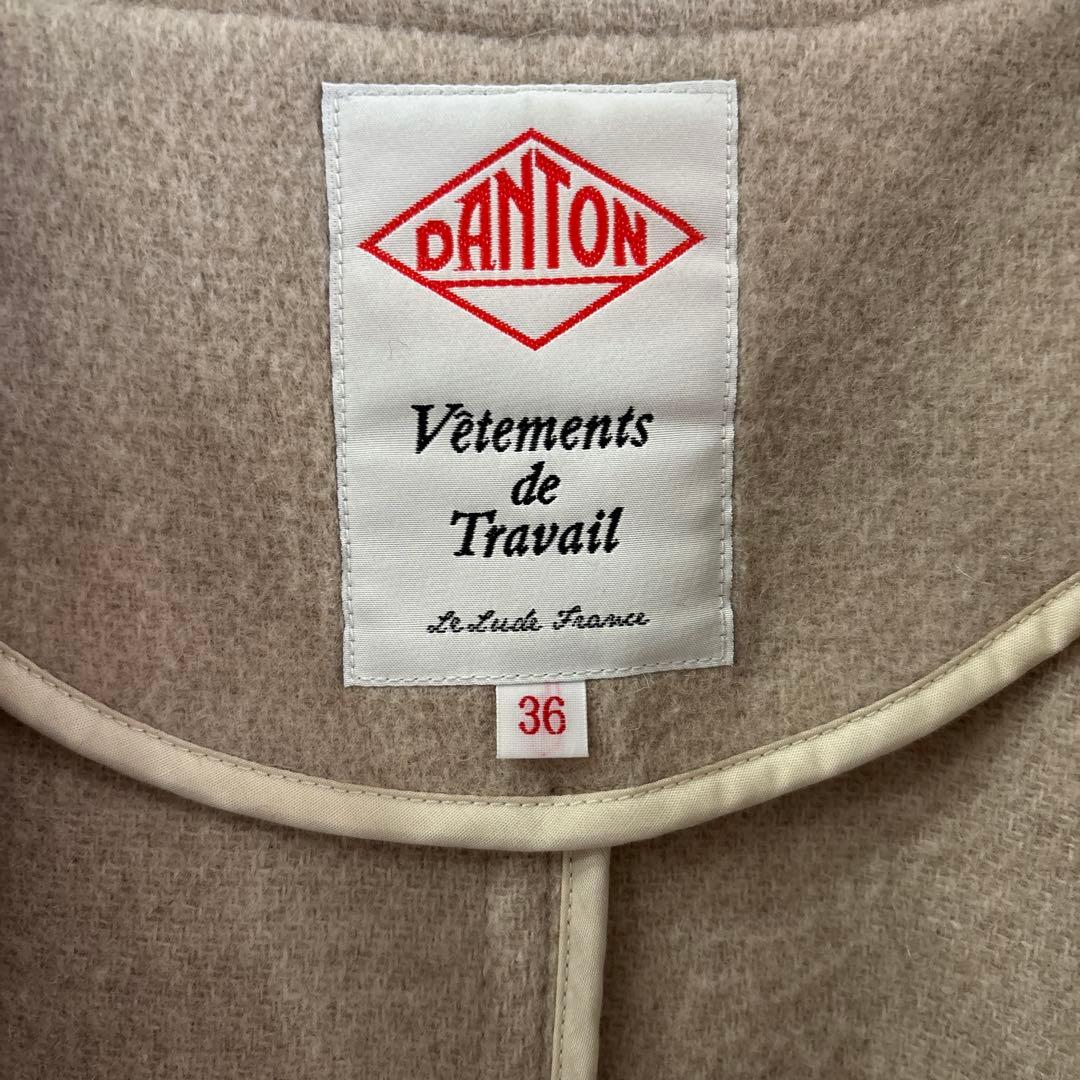 DANTON
Vêtements
de
Travail
Le Lude France
36